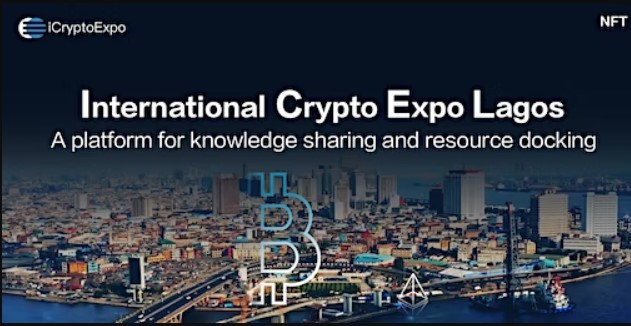 iCryptoExpo
NFT
International Crypto Expo Lagos
A platform for knowledge sharing and resource docking